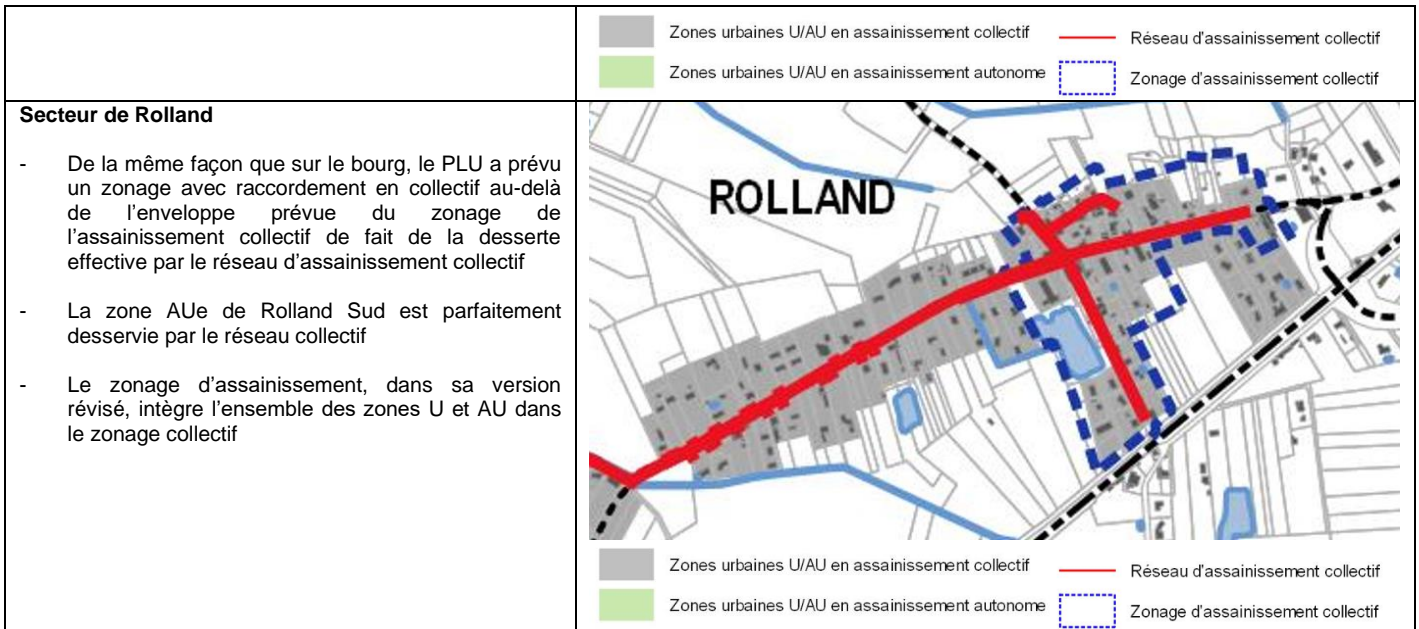 Zones urbaines U/AU en assainissement collectif
Réseau d'assainissement collectif
Zones urbaines U/AU en assainissement autonome
Zonage d'assainissement collectif
Secteur de Rolland
- De la même façon que sur le bourg, le PLU a prévu
un zonage avec raccordement en collectif au-delà
de l'enveloppe prévue du zonage de
l'assainissement collectif de fait de la desserte
effective par le réseau d'assainissement collectif
- La zone AUe de Rolland Sud est parfaitement
desservie par le réseau collectif
- Le zonage d'assainissement, dans sa version
révisé, intègre l'ensemble des zones U et AU dans
le zonage collectif
ROLLAND
Zones urbaines U/AU en assainissement collectif
Réseau d'assainissement collectif
Zones urbaines U/AU en assainissement autonome
Zonage d'assainissement collectif